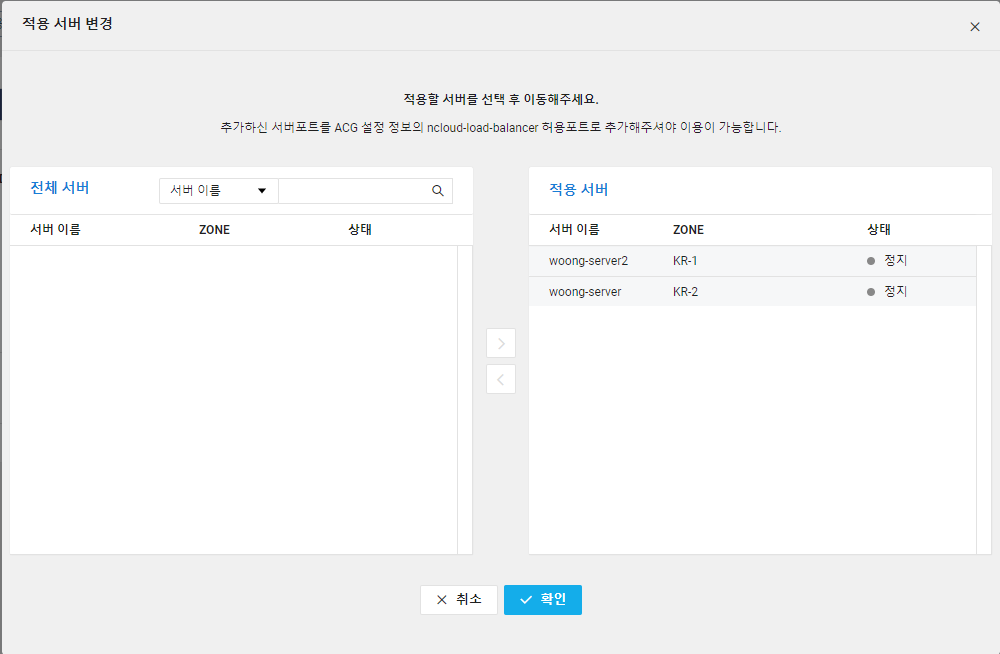 적용 서버 변경
적용할 서버를 선택 후 이동해주세요.
추가하신 서버포트를 ACG 설정 정보의 ncloud-load-balancer 허용포트로 추가해주셔야 이용이 가능합니다.
전체 서버
서버 이름
서버 이름 ZONE 상태
적용 서버
서버 이름 ZONE 상태
woong-server2 KR-1 정지
woong-server KR-2 정지
취소
확인